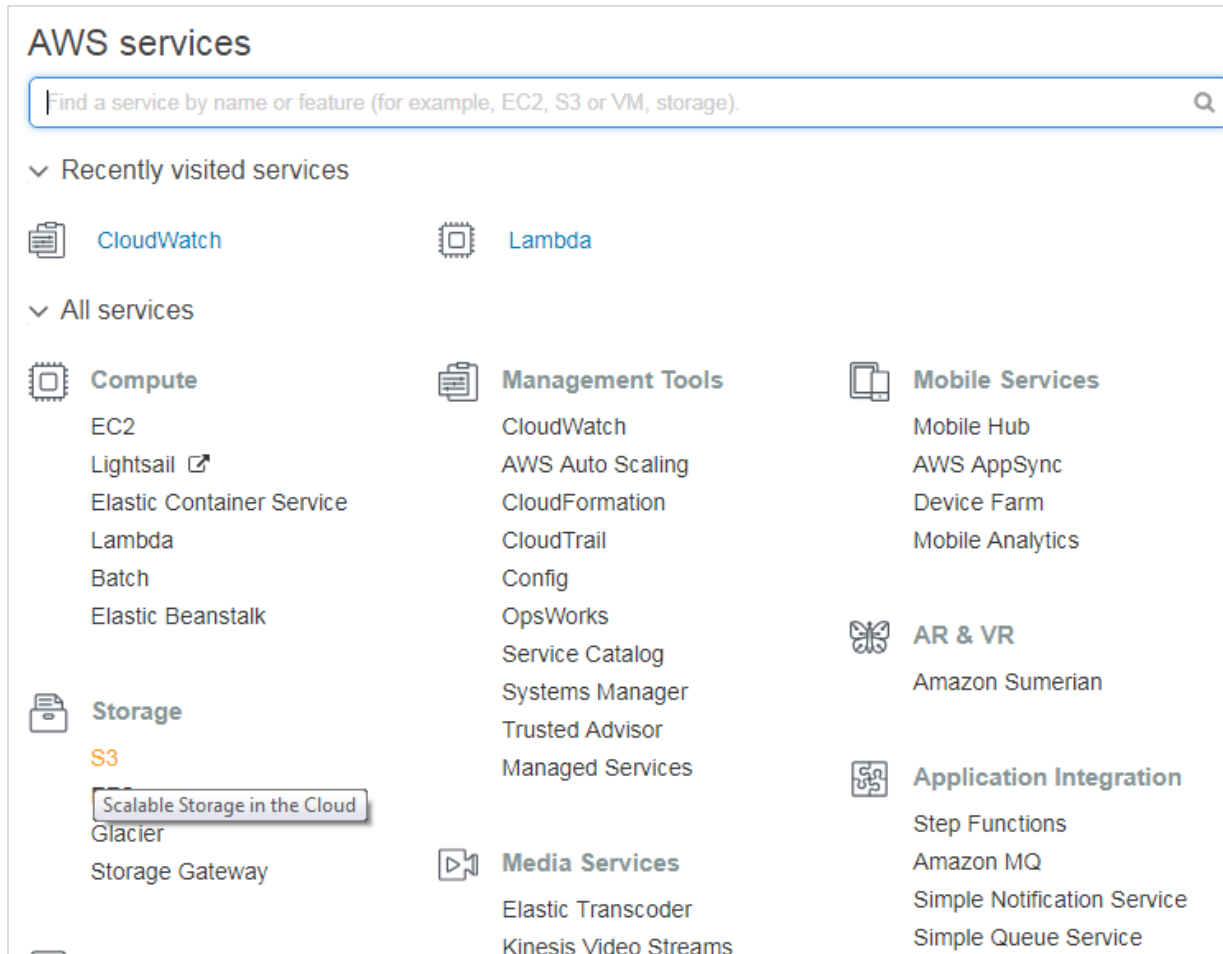 AWS services
Find a service by name or feature (for example, EC2, S3 or VM, storage).
Recently visited services
CloudWatch
Lambda
All services
Compute
EC2
Lightsail
Elastic Container Service
Lambda
Batch
Elastic Beanstalk
Storage
S3
Scalable Storage in the Cloud
Glacier
Storage Gateway
Management Tools
CloudWatch
AWS Auto Scaling
CloudFormation
CloudTrail
Config
OpsWorks
Service Catalog
Systems Manager
Trusted Advisor
Managed Services
Media Services
Elastic Transcoder
Kinesis Video Streams
Mobile Services
Mobile Hub
AWS AppSync
Device Farm
Mobile Analytics
AR & VR
Amazon Sumerian
Application Integration
Step Functions
Amazon MQ
Simple Notification Service
Simple Queue Service